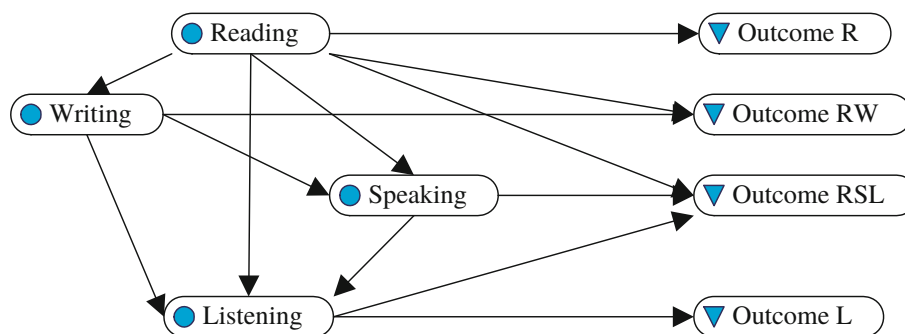 Reading
Outcome R
Writing
Outcome RW
Speaking
Outcome RSL
Listening
Outcome L